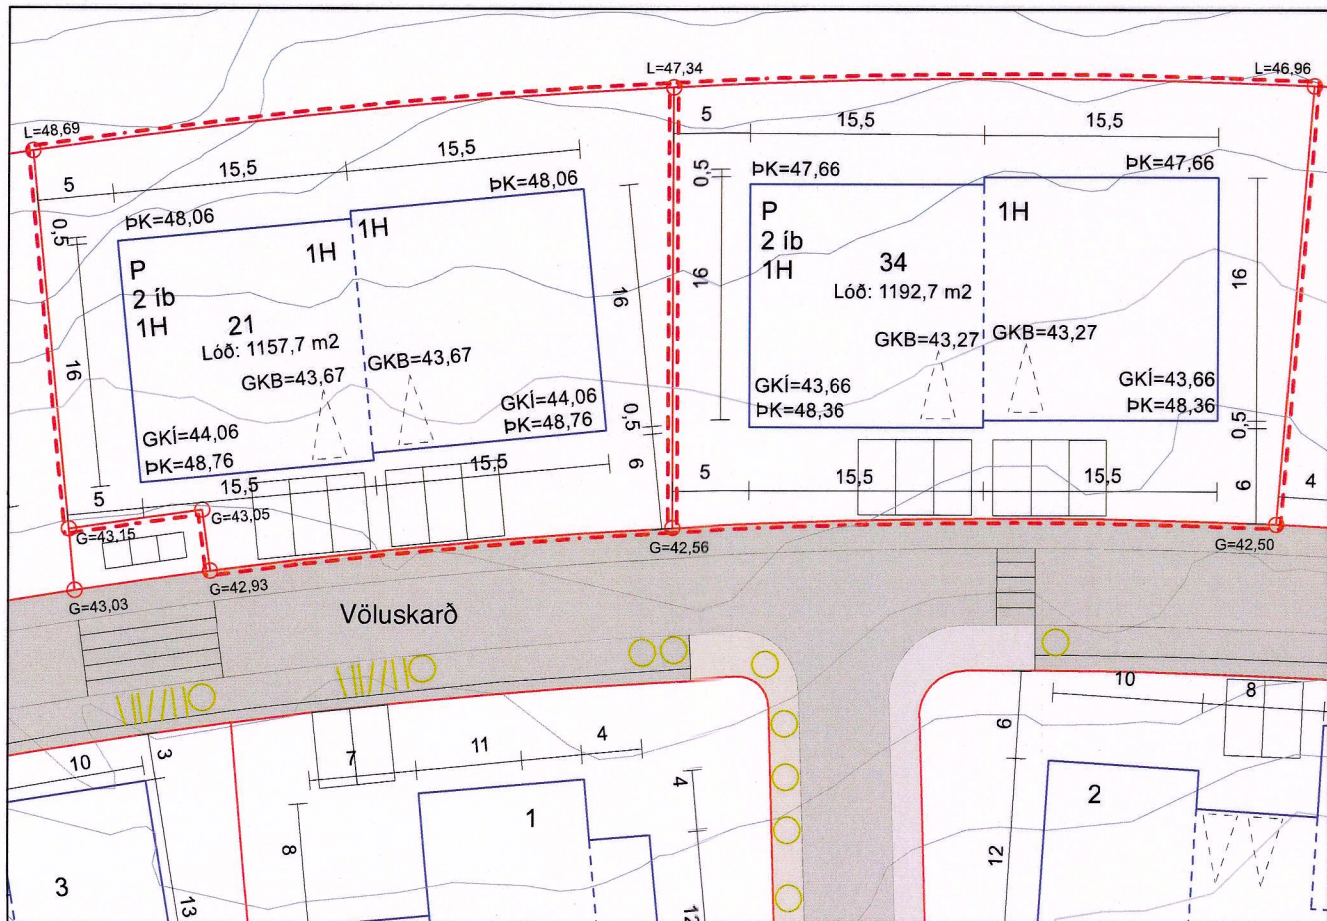 L=48,69
L=47,34
L=46,96
5
15,5
15,5
5
15,5
15,5
0,5
ÞK=48,06
ÞK=48,06
0,5
ÞK=47,66
ÞK=47,66
P
2 íb
1H
1H
1H
21
Lóð: 1157,7 m2
GKB=43,67
GKB=43,67
16
16
GKÍ=44,06
ÞK=48,76
GKÍ=44,06
ÞK=48,76
0,5
6
P
2 íb
1H
1H
34
Lóð: 1192,7 m2
GKB=43,27
GKB=43,27
16
16
GKÍ=43,66
ÞK=48,36
GKÍ=43,66
ÞK=48,36
0,5
6
5
15,5
15,5
5
15,5
15,5
4
G=43,15
G=43,05
G=43,03
G=42,93
G=42,56
G=42,50
Völuskarð
10
3
7
11
4
4
8
1
12
3
13
6
10
8
2
12